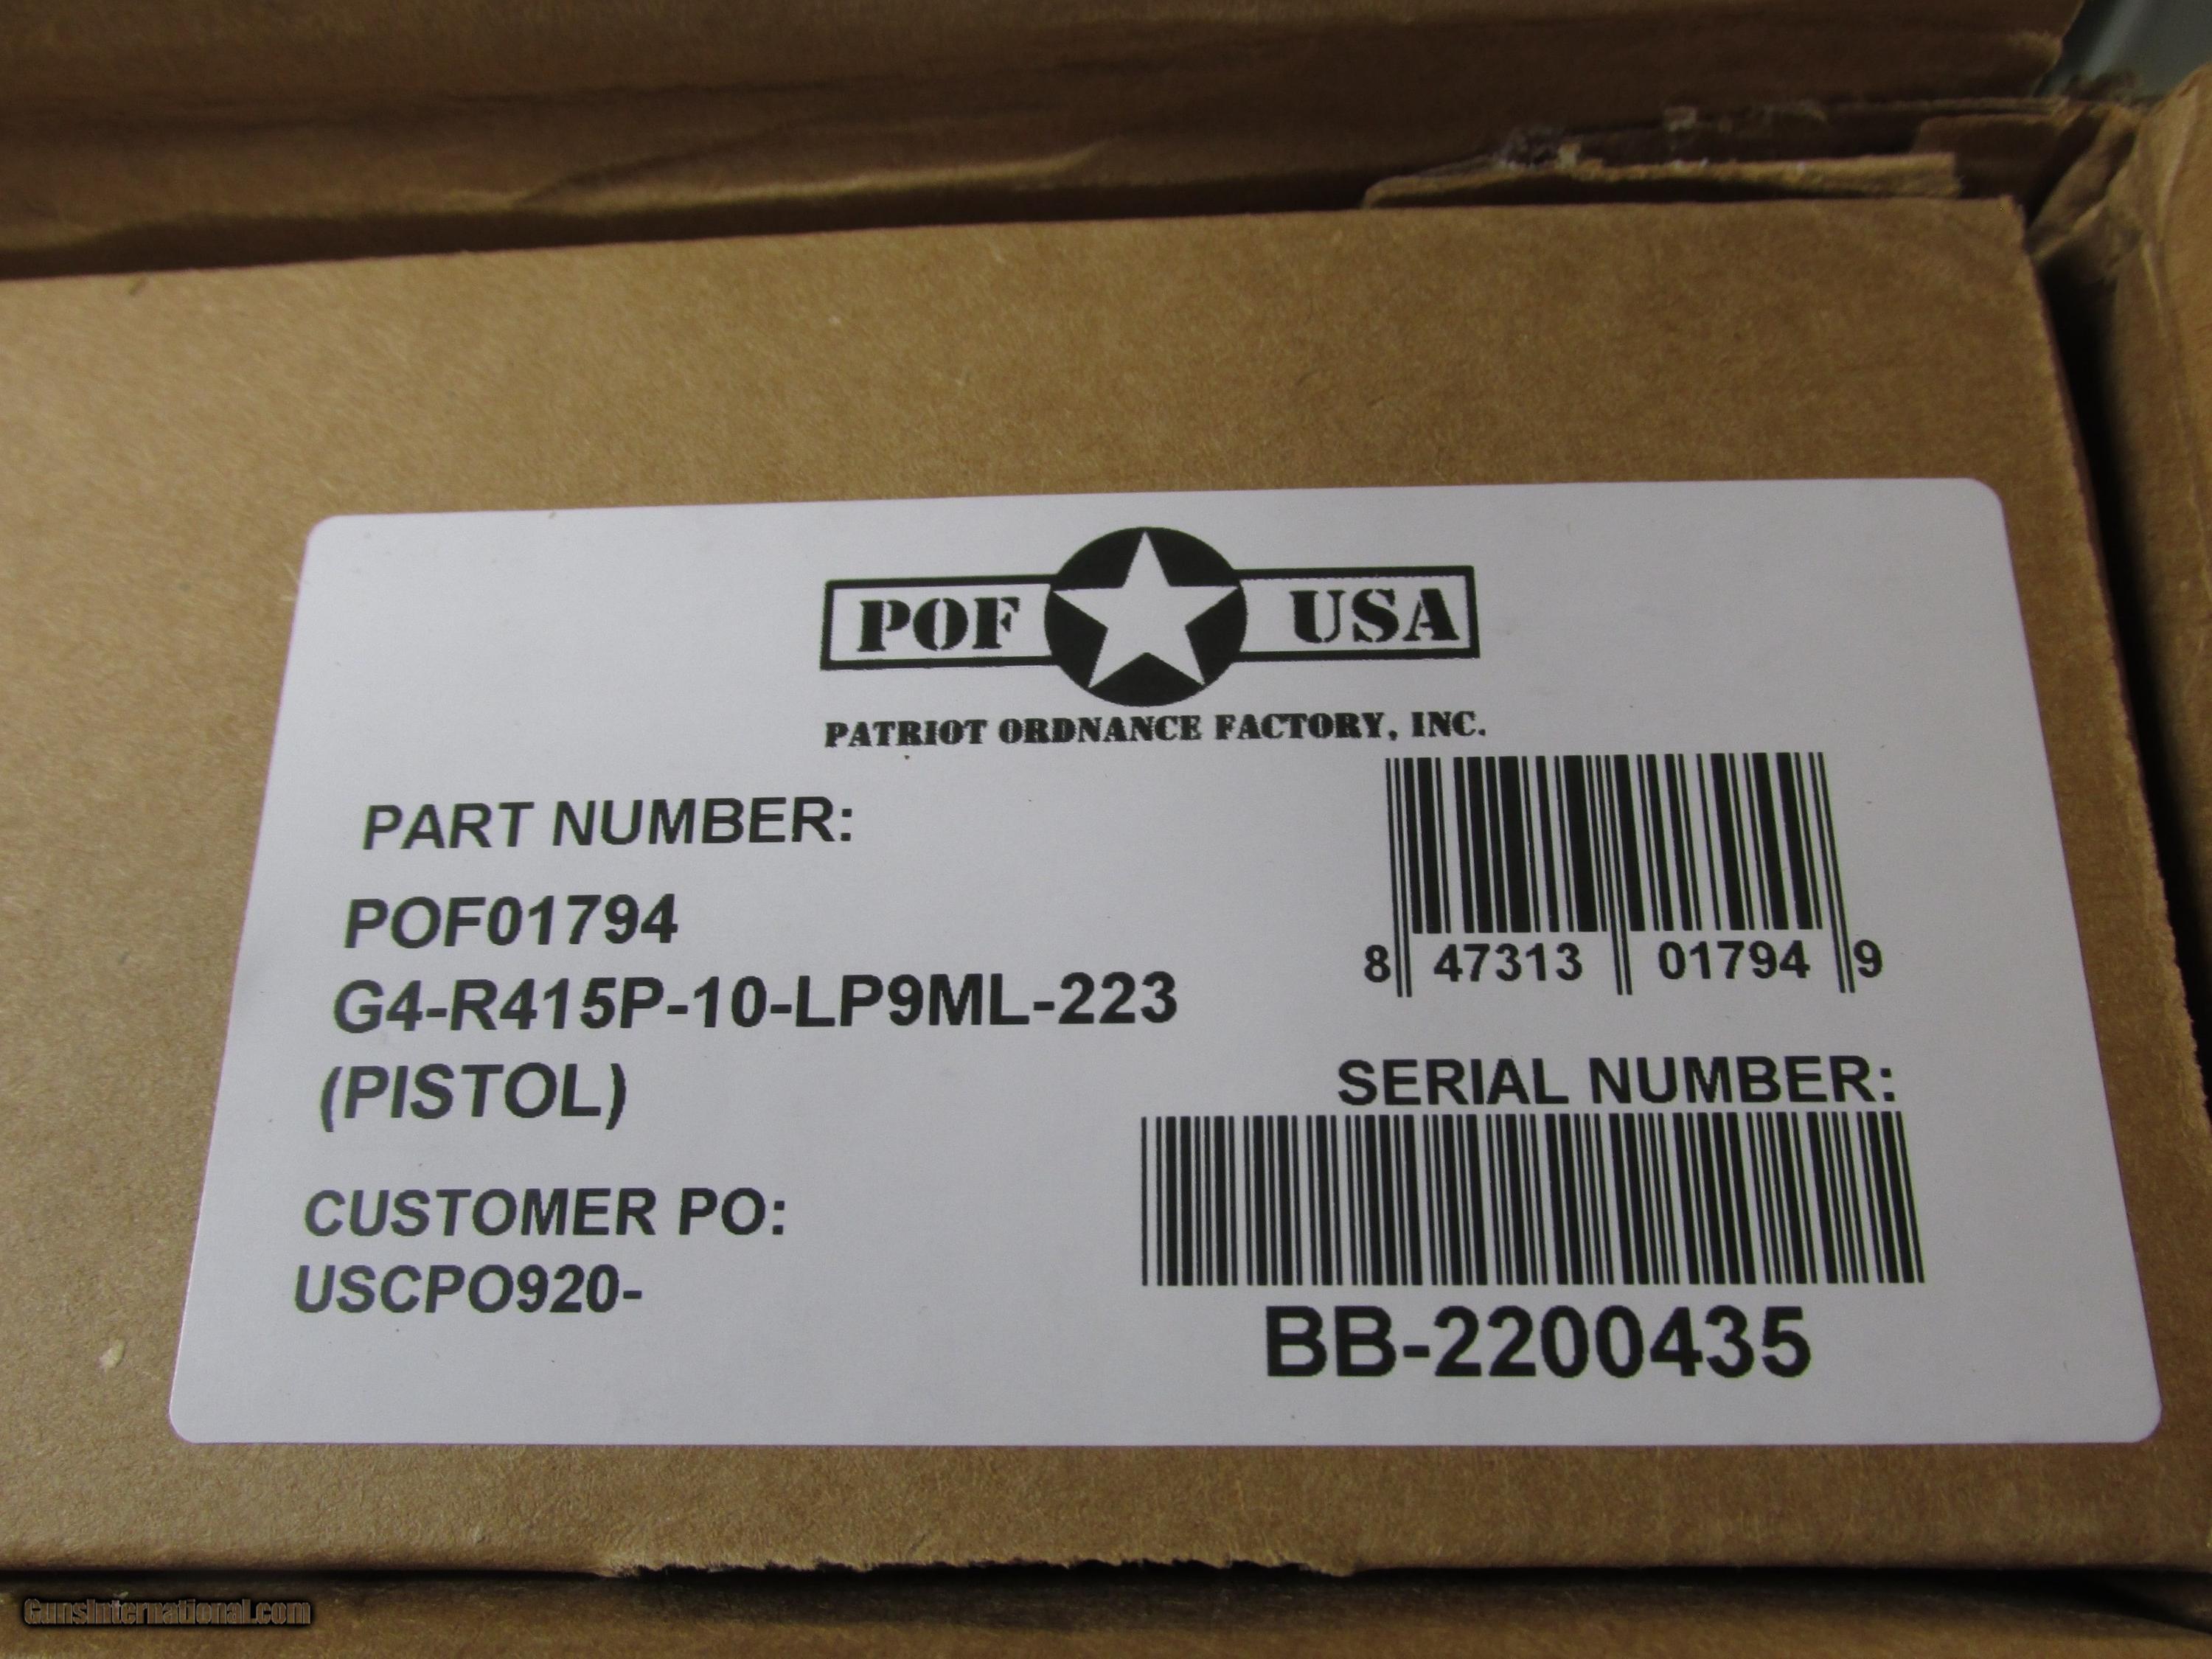 POF USA
PATRIOT ORDNANCE FACTORY, INC.
PART NUMBER:
POF01794
G4-R415P-10-LP9ML-223
(PISTOL)
8 47313 01794 9
SERIAL NUMBER:
BB-2200435
CUSTOMER PO:
USCPO920-
GunsInternational.com